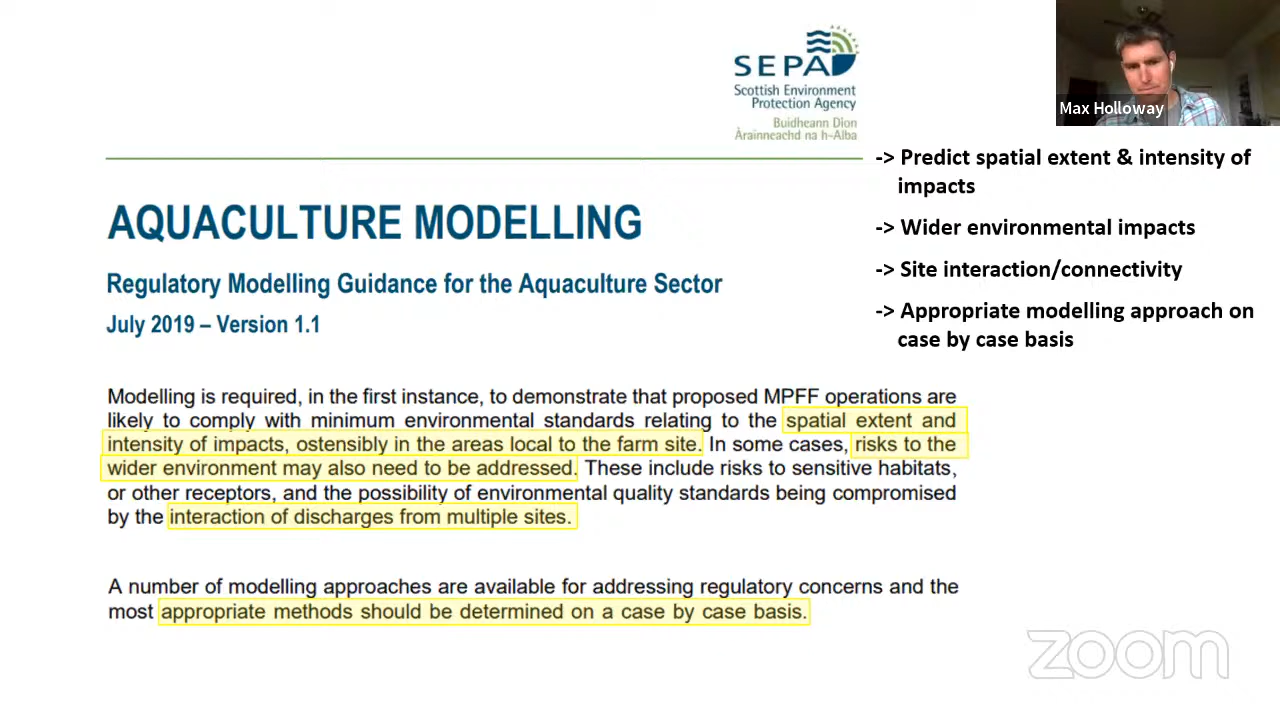 SEPA
Scottish Environment
Protection Agency
Buidheann Dìon
Àrainneachd na h-Alba
Max Holloway
-> Predict spatial extent & intensity of
impacts
-> Wider environmental impacts
-> Site interaction/connectivity
-> Appropriate modelling approach on
case by case basis
AQUACULTURE MODELLING
Regulatory Modelling Guidance for the Aquaculture Sector
July 2019 – Version 1.1
Modelling is required, in the first instance, to demonstrate that proposed MPFF operations are
likely to comply with minimum environmental standards relating to the spatial extent and
intensity of impacts, ostensibly in the areas local to the farm site. In some cases, risks to the
wider environment may also need to be addressed. These include risks to sensitive habitats,
or other receptors, and the possibility of environmental quality standards being compromised
by the interaction of discharges from multiple sites.
A number of modelling approaches are available for addressing regulatory concerns and the
most appropriate methods should be determined on a case by case basis.
zoom